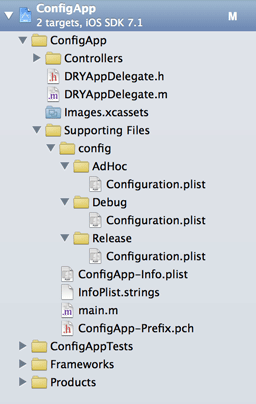 ConfigApp
2 targets, iOS SDK 7.1
M
ConfigApp
Controllers
DRYAppDelegate.h
DRYAppDelegate.m
Images.xcassets
Supporting Files
config
AdHoc
Configuration.plist
Debug
Configuration.plist
Release
Configuration.plist
ConfigApp-Info.plist
InfoPlist.strings
main.m
ConfigApp-Prefix.pch
ConfigAppTests
Frameworks
Products